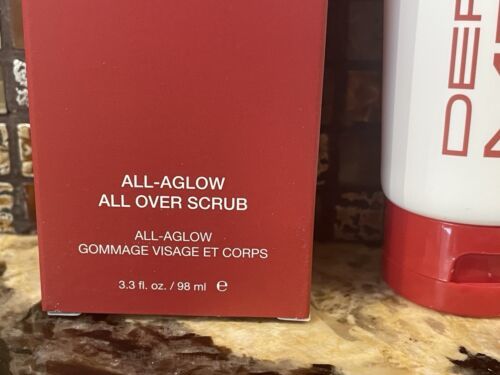 ALL-AGLOW
ALL OVER SCRUB
ALL-AGLOW
GOMMAGE VISAGE ET CORPS
3.3 fl. oz. / 98 ml ℮